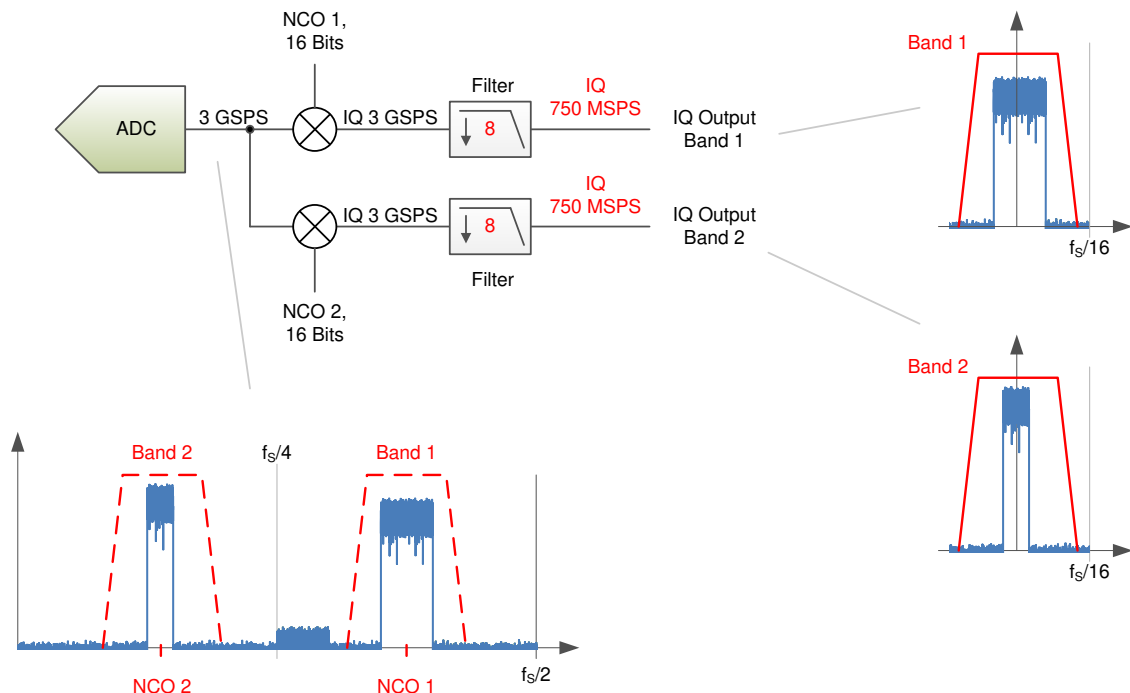 NCO 1,
16 Bits
ADC
3 GSPS
IQ 3 GSPS
Filter
8
IQ
750 MSPS
IQ Output
Band 1
IQ 3 GSPS
8
Filter
IQ
750 MSPS
IQ Output
Band 2
NCO 2,
16 Bits
Band 1
fS/16
Band 2
fS/16
Band 2
fS/4
Band 1
fS/2
NCO 2
NCO 1